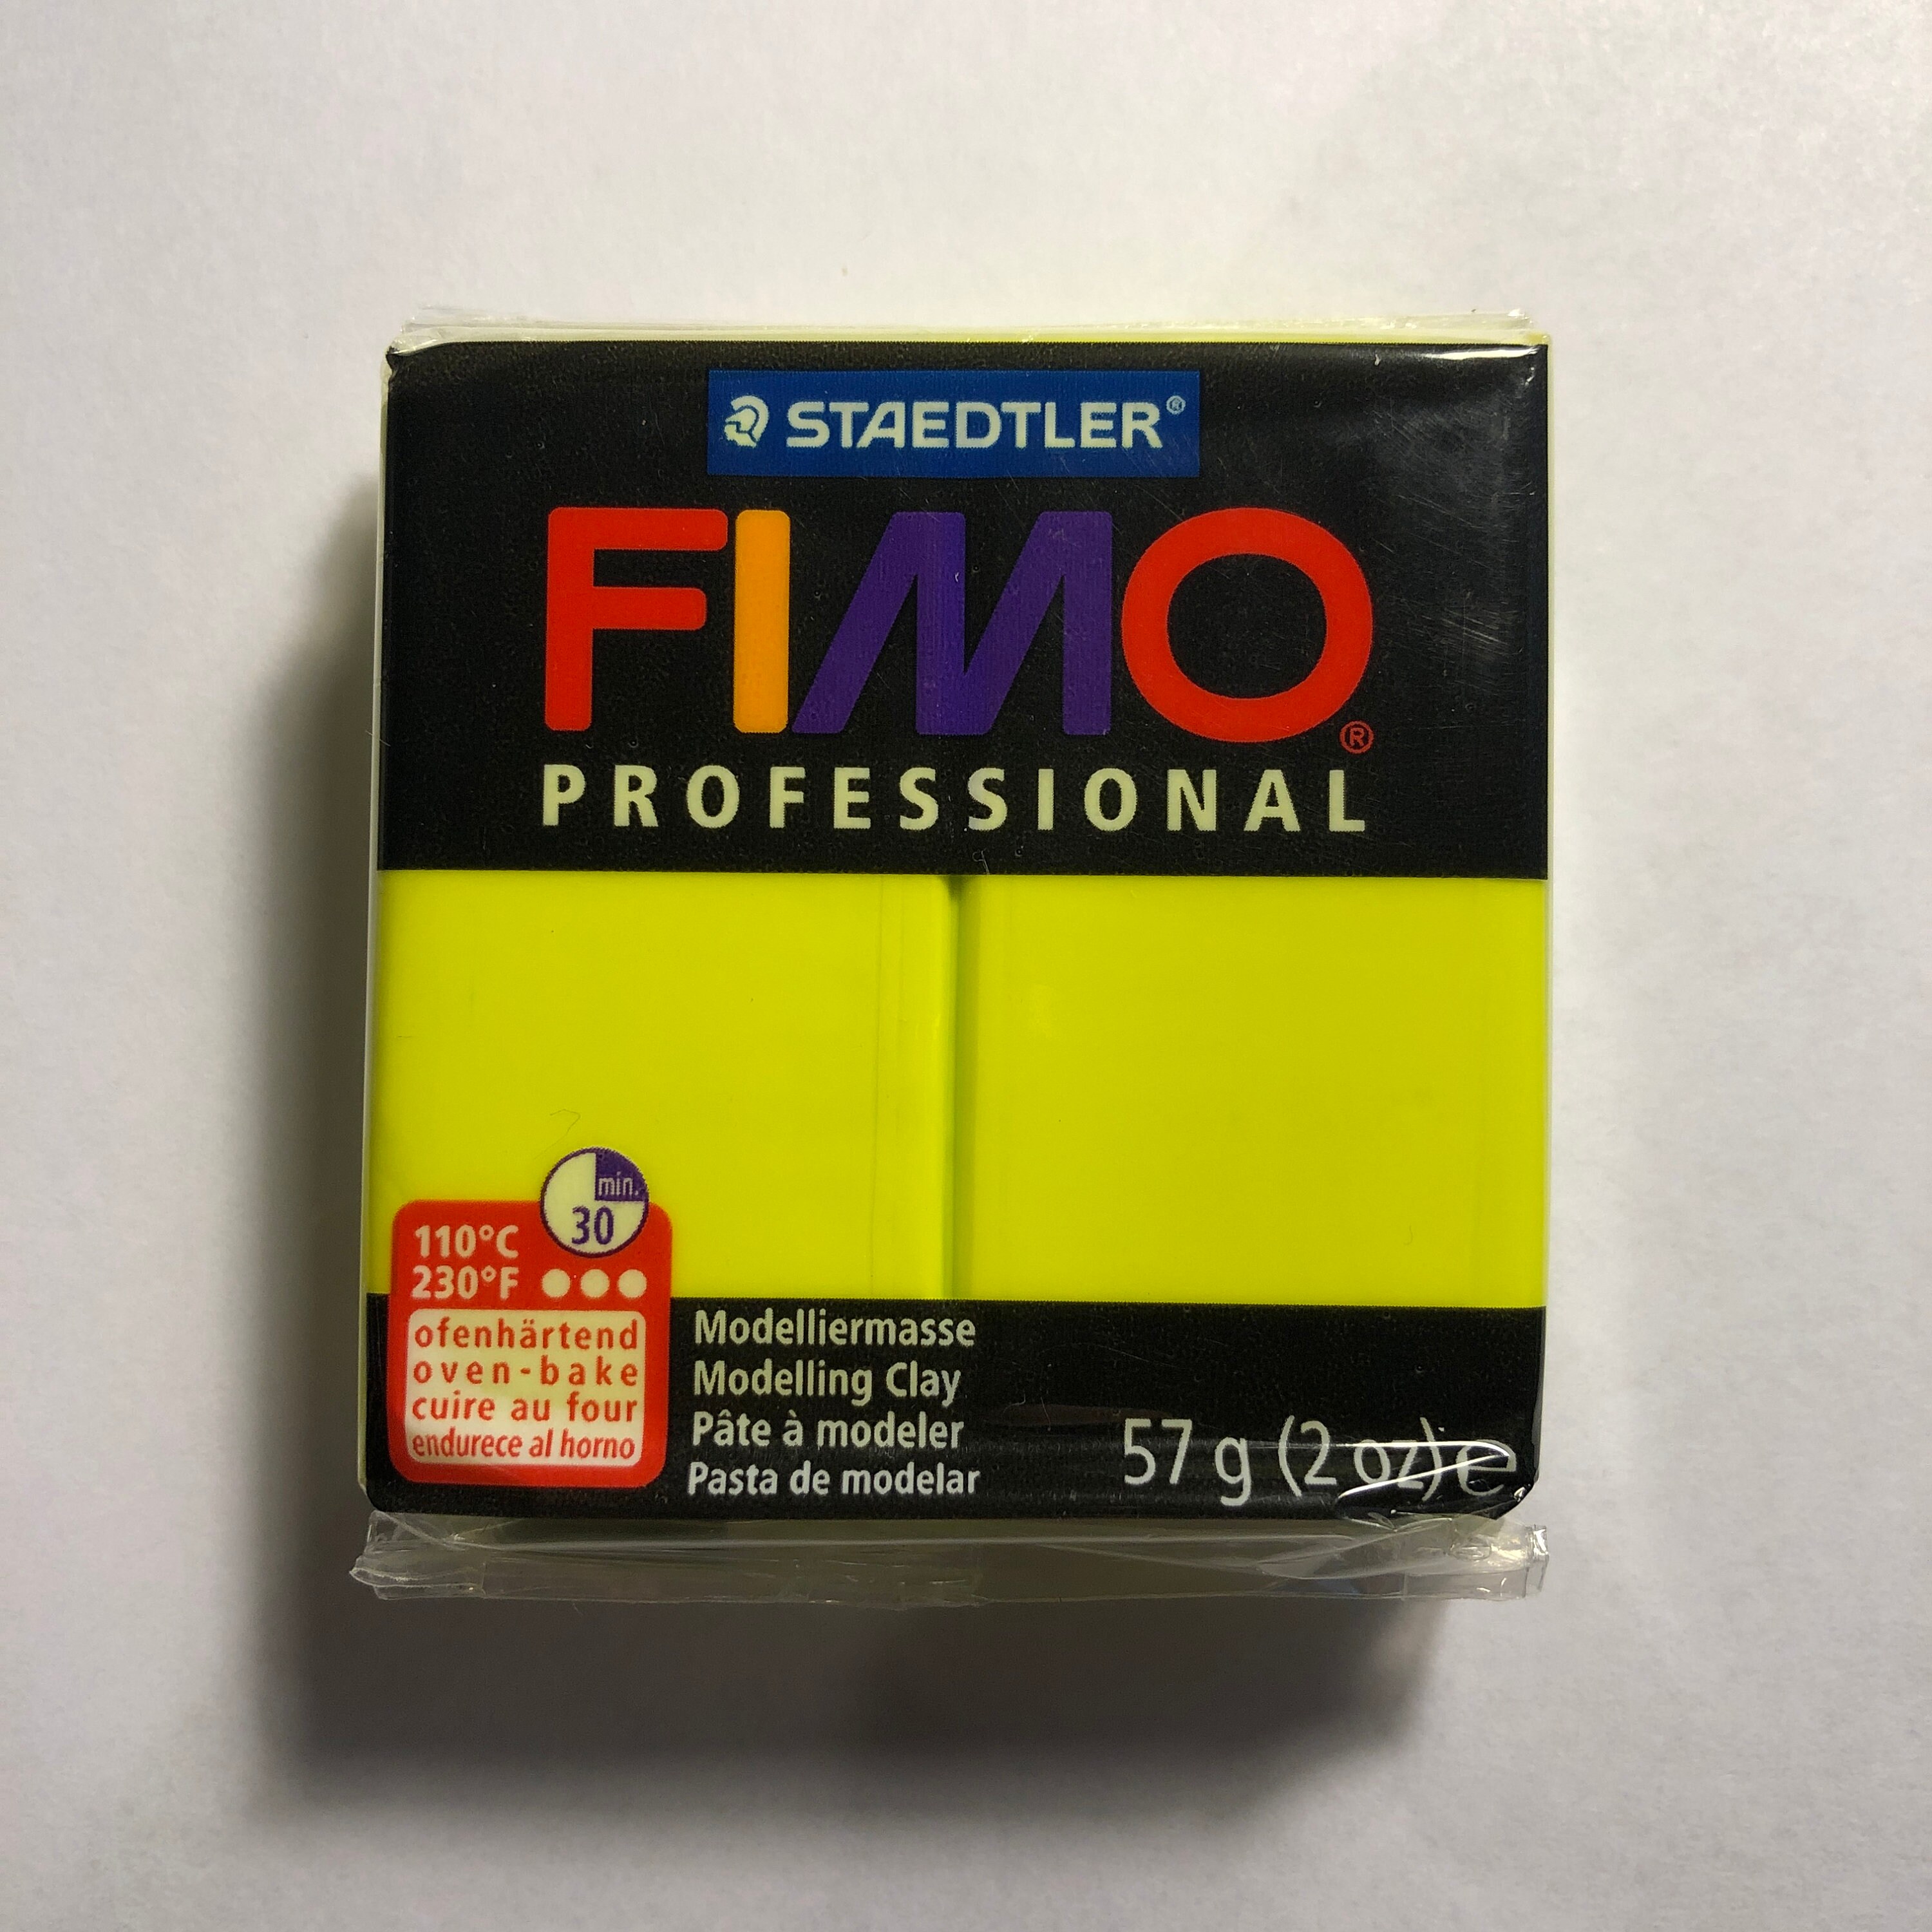 STAEDTLER®
FIMO®
PROFESSIONAL
min.
30
110°C
230°F
ofenhärtend
oven-bake
cuire au four
endurece al horno
Modelliermasse
Modelling Clay
Pâte à modeler
Pasta de modelar
57 g (2 oz) e